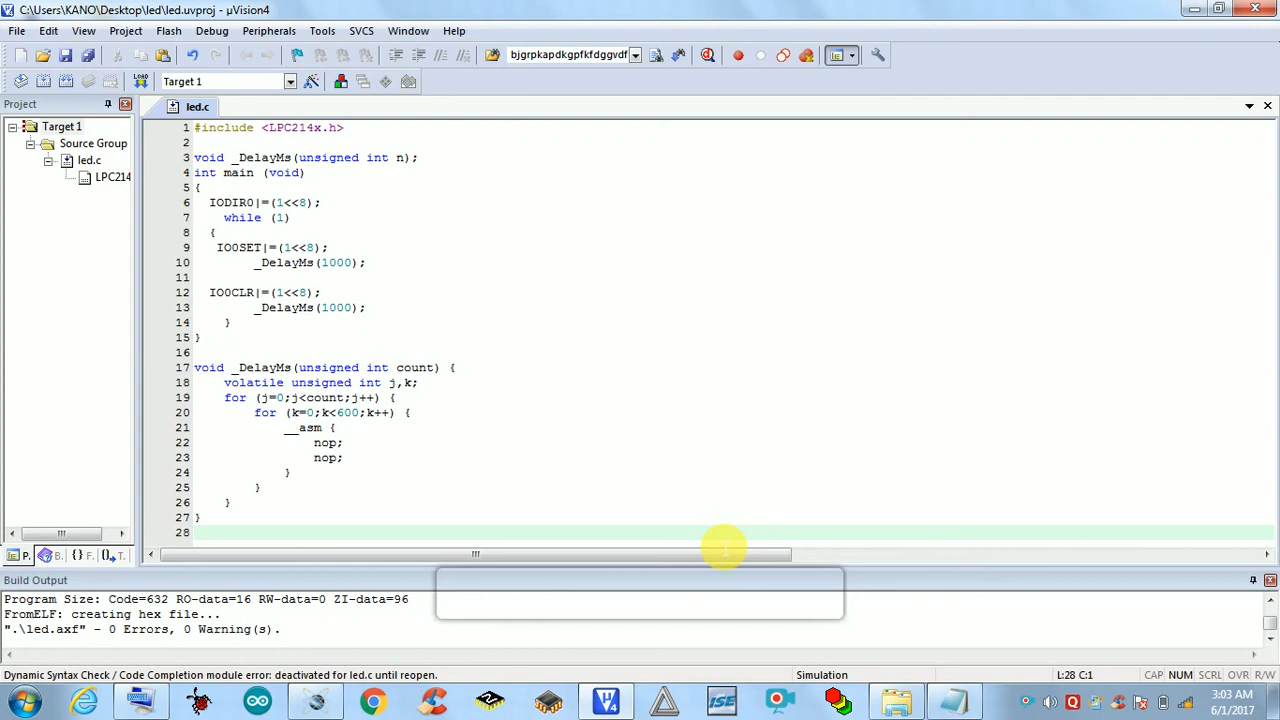 C:\Users\KANO\Desktop\led\led.uvproj - µVision4
File Edit View Project Flash Debug Peripherals Tools SVCS Window Help
bjgrpkapdkgpfkfdggvdf
LOAD Target 1
Project
led.c
Target 1
Source Group
led.c
LPC214
1 #include <LPC214x.h>
2
3 void _DelayMs(unsigned int n);
4 int main (void)
5 {
6 IODIR0|=(1<<8);
7 while (1)
8 {
9 IO0SET|=(1<<8);
10 _DelayMs(1000);
11
12 IO0CLR|=(1<<8);
13 _DelayMs(1000);
14 }
15 }
16
17 void _DelayMs(unsigned int count) {
18 volatile unsigned int j,k;
19 for (j=0;j<count;j++) {
20 for (k=0;k<600;k++) {
21 __asm {
22 nop;
23 nop;
24 }
25 }
26 }
27 }
28
P. B. {} F. T.
Build Output
Program Size: Code=632 RO-data=16 RW-data=0 ZI-data=96
FromELF: creating hex file...
".\led.axf" - 0 Errors, 0 Warning(s).
Dynamic Syntax Check / Code Completion module error: deactivated for led.c until reopen. Simulation L:28 C:1 CAP NUM SCRL OVR R/W
ISE
3:03 AM
6/1/2017